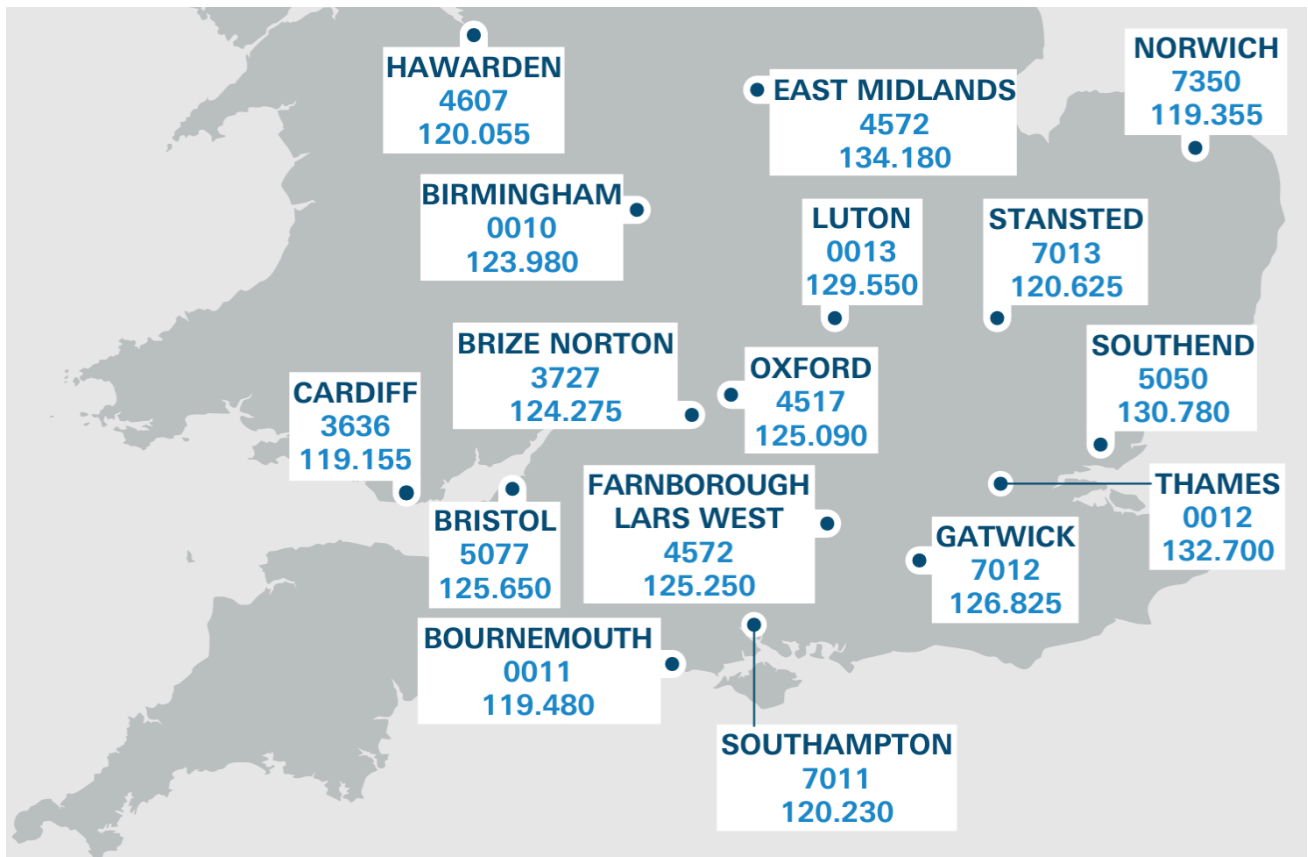 HAWARDEN
4607
120.055
EAST MIDLANDS
4572
134.180
NORWICH
7350
119.355
BIRMINGHAM
0010
123.980
LUTON
0013
129.550
STANSTED
7013
120.625
BRIZE NORTON
3727
124.275
OXFORD
4517
125.090
SOUTHEND
5050
130.780
CARDIFF
3636
119.155
BRISTOL
5077
125.650
FARNBOROUGH
LARS WEST
4572
125.250
GATWICK
7012
126.825
THAMES
0012
132.700
BOURNEMOUTH
0011
119.480
SOUTHAMPTON
7011
120.230